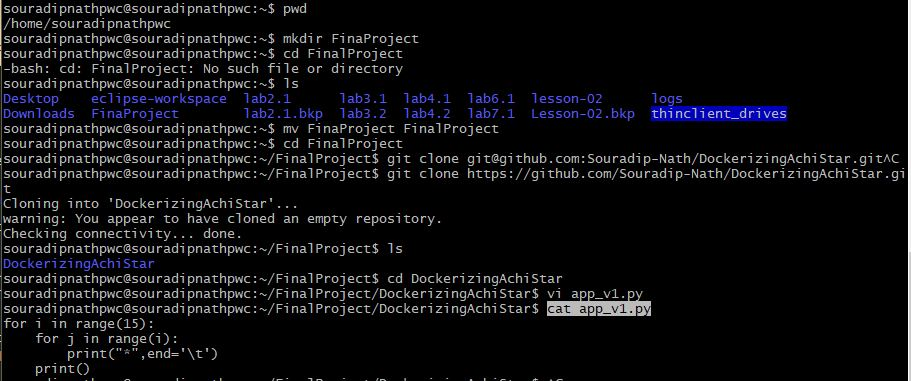 souradipnathpwc@souradipnathpwc:~$ pwd
/home/souradipnathpwc
souradipnathpwc@souradipnathpwc:~$ mkdir FinaProject
souradipnathpwc@souradipnathpwc:~$ cd FinalProject
-bash: cd: FinalProject: No such file or directory
souradipnathpwc@souradipnathpwc:~$ ls
Desktop    eclipse-workspace  lab2.1      lab3.1  lab4.1  lab6.1  lesson-02      logs
Downloads  FinaProject        lab2.1.bkp  lab3.2  lab4.2  lab7.1  Lesson-02.bkp  thinclient_drives
souradipnathpwc@souradipnathpwc:~$ mv FinaProject FinalProject
souradipnathpwc@souradipnathpwc:~$ cd FinalProject
souradipnathpwc@souradipnathpwc:~/FinalProject$ git clone git@github.com:Souradip-Nath/DockerizingAchiStar.git^C
souradipnathpwc@souradipnathpwc:~/FinalProject$ git clone https://github.com/Souradip-Nath/DockerizingAchiStar.gi
t
Cloning into 'DockerizingAchiStar'...
warning: You appear to have cloned an empty repository.
Checking connectivity... done.
souradipnathpwc@souradipnathpwc:~/FinalProject$ ls
DockerizingAchiStar
souradipnathpwc@souradipnathpwc:~/FinalProject$ cd DockerizingAchiStar
souradipnathpwc@souradipnathpwc:~/FinalProject/DockerizingAchiStar$ vi app_v1.py
souradipnathpwc@souradipnathpwc:~/FinalProject/DockerizingAchiStar$ cat app_v1.py
for i in range(15):
    for j in range(i):
        print("*",end='\t')
    print()
souradipnathpwc@souradipnathpwc:~/FinalProject/DockerizingAchiStar$ ^C